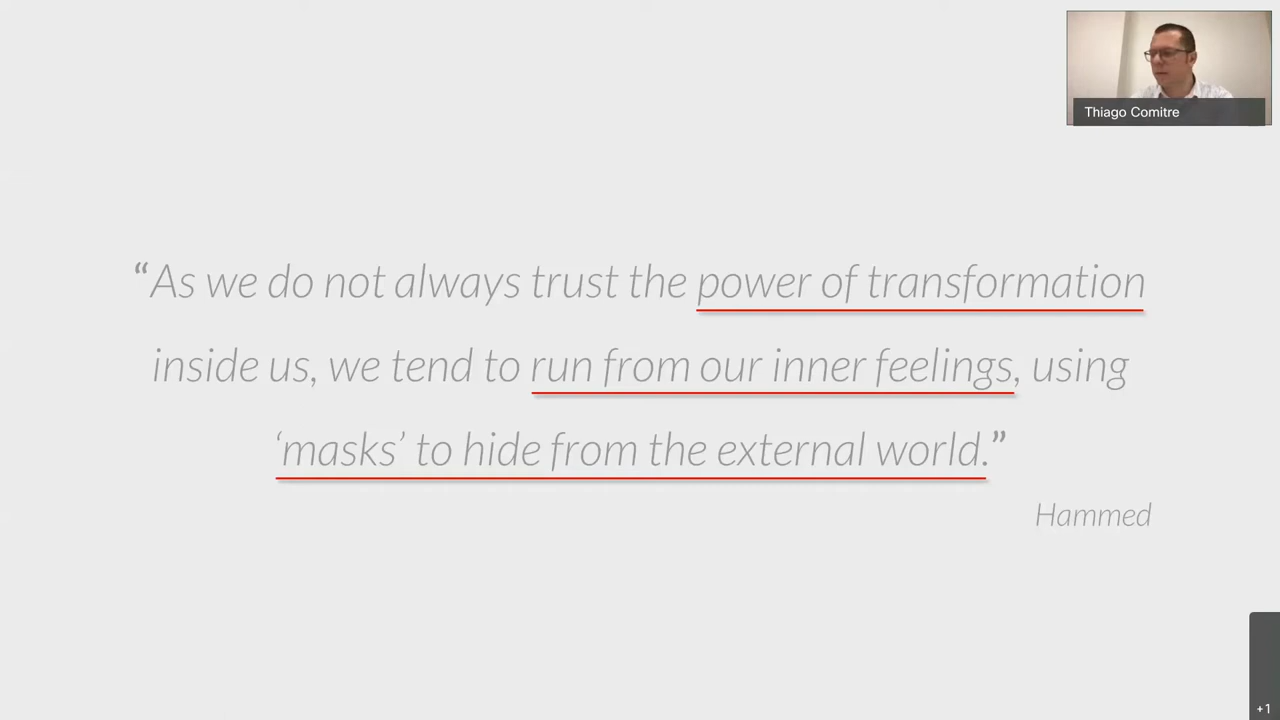 Thiago Comitre
“As we do not always trust the power of transformation
inside us, we tend to run from our inner feelings, using
‘masks’ to hide from the external world.”
Hammed
+1